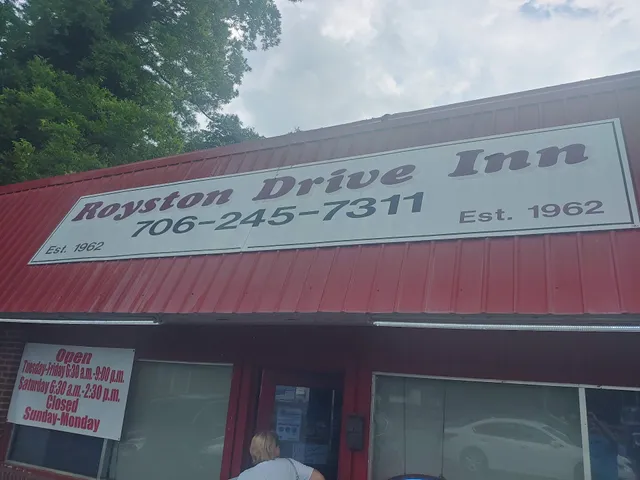 Royston Drive Inn
706-245-7311
Est. 1962
Est. 1962
Open
Tuesday-Friday 6:30 a.m.-9:00 p.m.
Saturday 6:30 a.m.-2:30 p.m.
Closed
Sunday-Monday